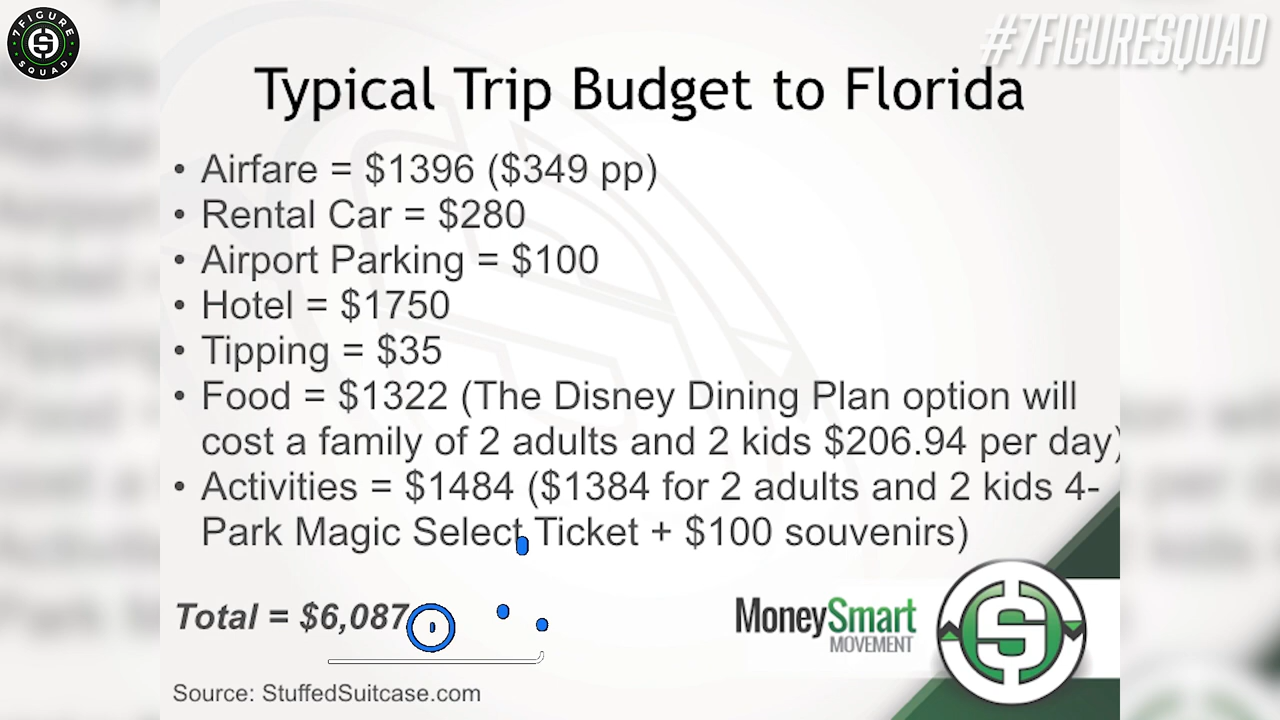 7FIGURE
SQUAD
#7FIGURESQUAD
Typical Trip Budget to Florida
• Airfare = $1396 ($349 pp)
• Rental Car = $280
• Airport Parking = $100
• Hotel = $1750
• Tipping = $35
• Food = $1322 (The Disney Dining Plan option will
cost a family of 2 adults and 2 kids $206.94 per day)
• Activities = $1484 ($1384 for 2 adults and 2 kids 4-
Park Magic Select Ticket + $100 souvenirs)
Total = $6,087
MoneySmart
MOVEMENT
Source: StuffedSuitcase.com